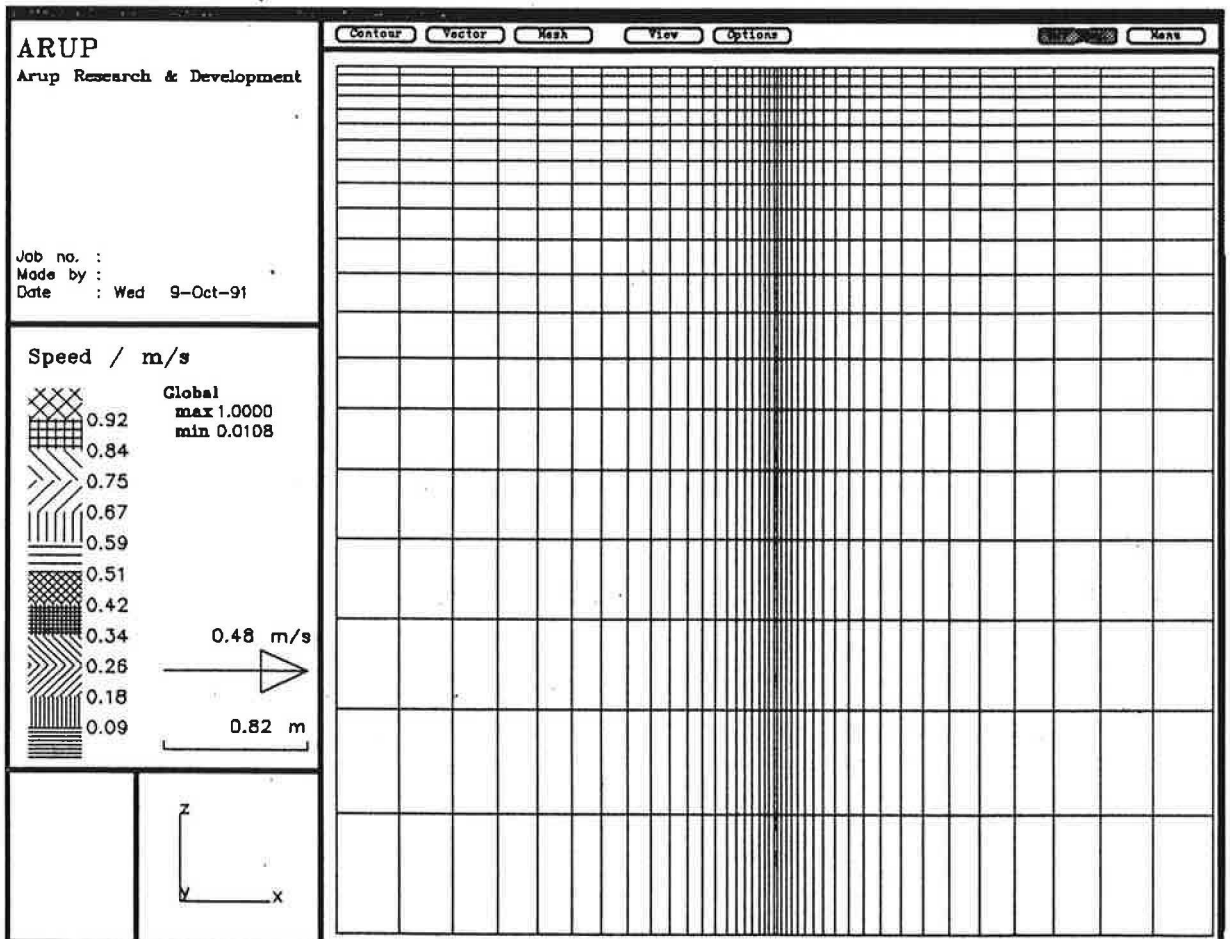 ARUP
Arup Research & Development
Job no. :
Made by :
Date : Wed 9-Oct-91
Contour Vector Mesh View Options Menu
Speed / m/s
Global
max 1.0000
min 0.0108
0.92
0.84
0.75
0.67
0.59
0.51
0.42
0.34
0.26
0.18
0.09
0.48 m/s
0.82 m
Z
Y
X